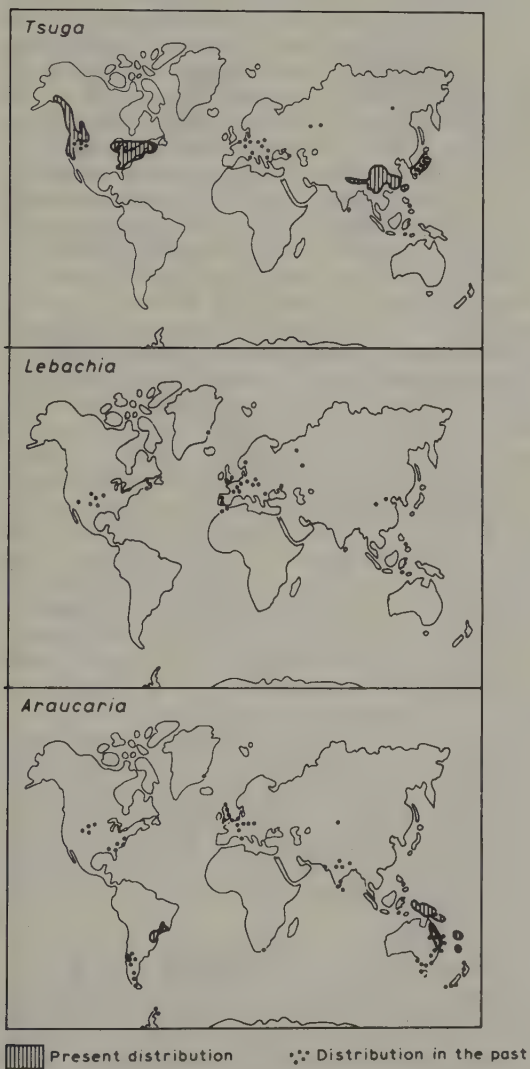 Tsuga
Lebachia
Araucaria
Present distribution
Distribution in the past